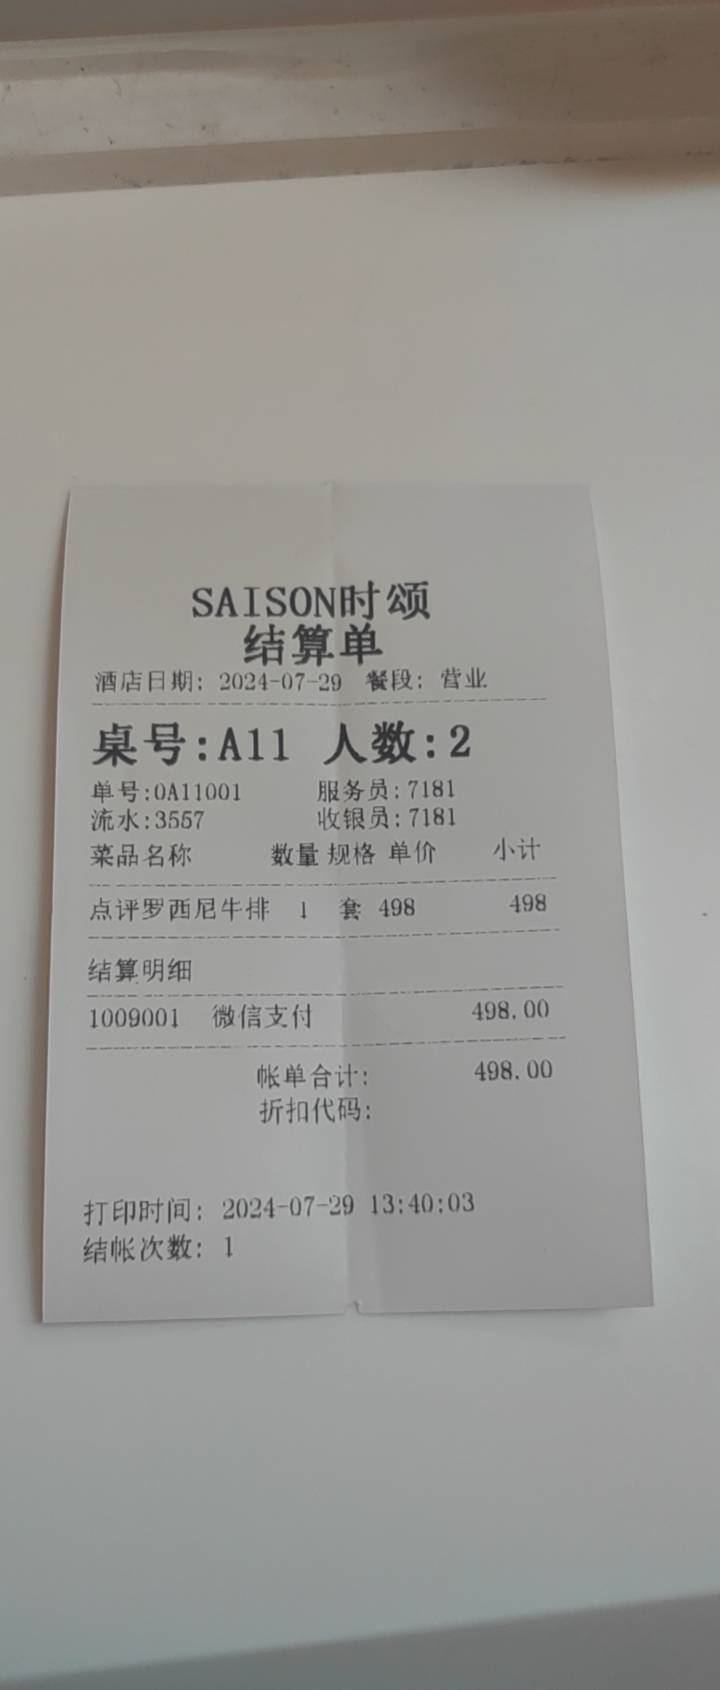 SAISON时颂
结算单
酒店日期: 2024-07-29 餐段: 营业
桌号:A11 人数:2
单号:0A11001 服务员:7181
流水:3557 收银员:7181
菜品名称 数量 规格 单价 小计
点评罗西尼牛排 1 套 498 498
结算明细
1009001 微信支付 498.00
帐单合计: 498.00
折扣代码:
打印时间: 2024-07-29 13:40:03
结帐次数: 1